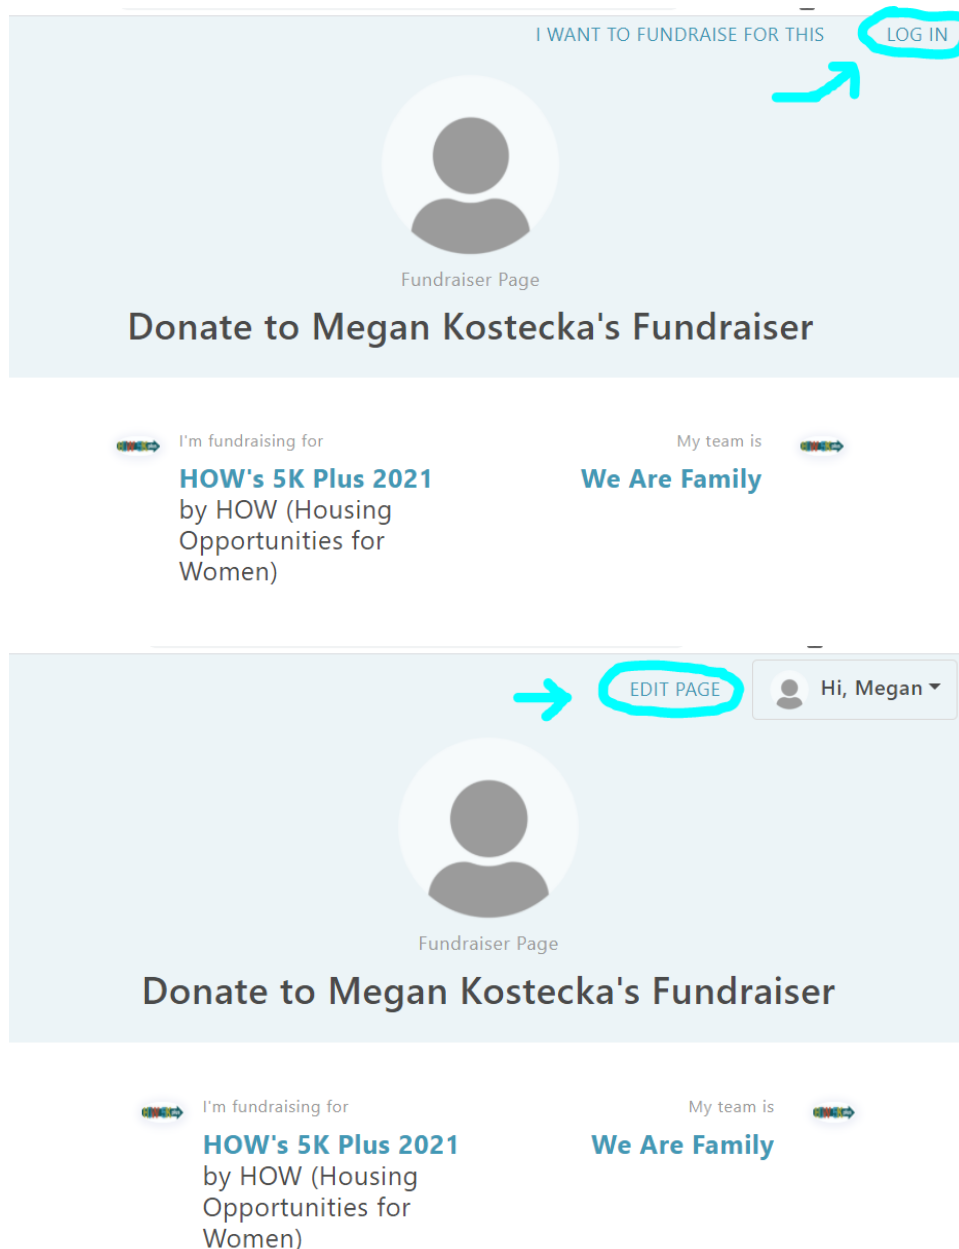 I WANT TO FUNDRAISE FOR THIS LOG IN
Fundraiser Page
Donate to Megan Kostecka's Fundraiser
I'm fundraising for
HOW's 5K Plus 2021
by HOW (Housing
Opportunities for
Women)
My team is
We Are Family
EDIT PAGE Hi, Megan
Fundraiser Page
Donate to Megan Kostecka's Fundraiser
I'm fundraising for
HOW's 5K Plus 2021
by HOW (Housing
Opportunities for
Women)
My team is
We Are Family